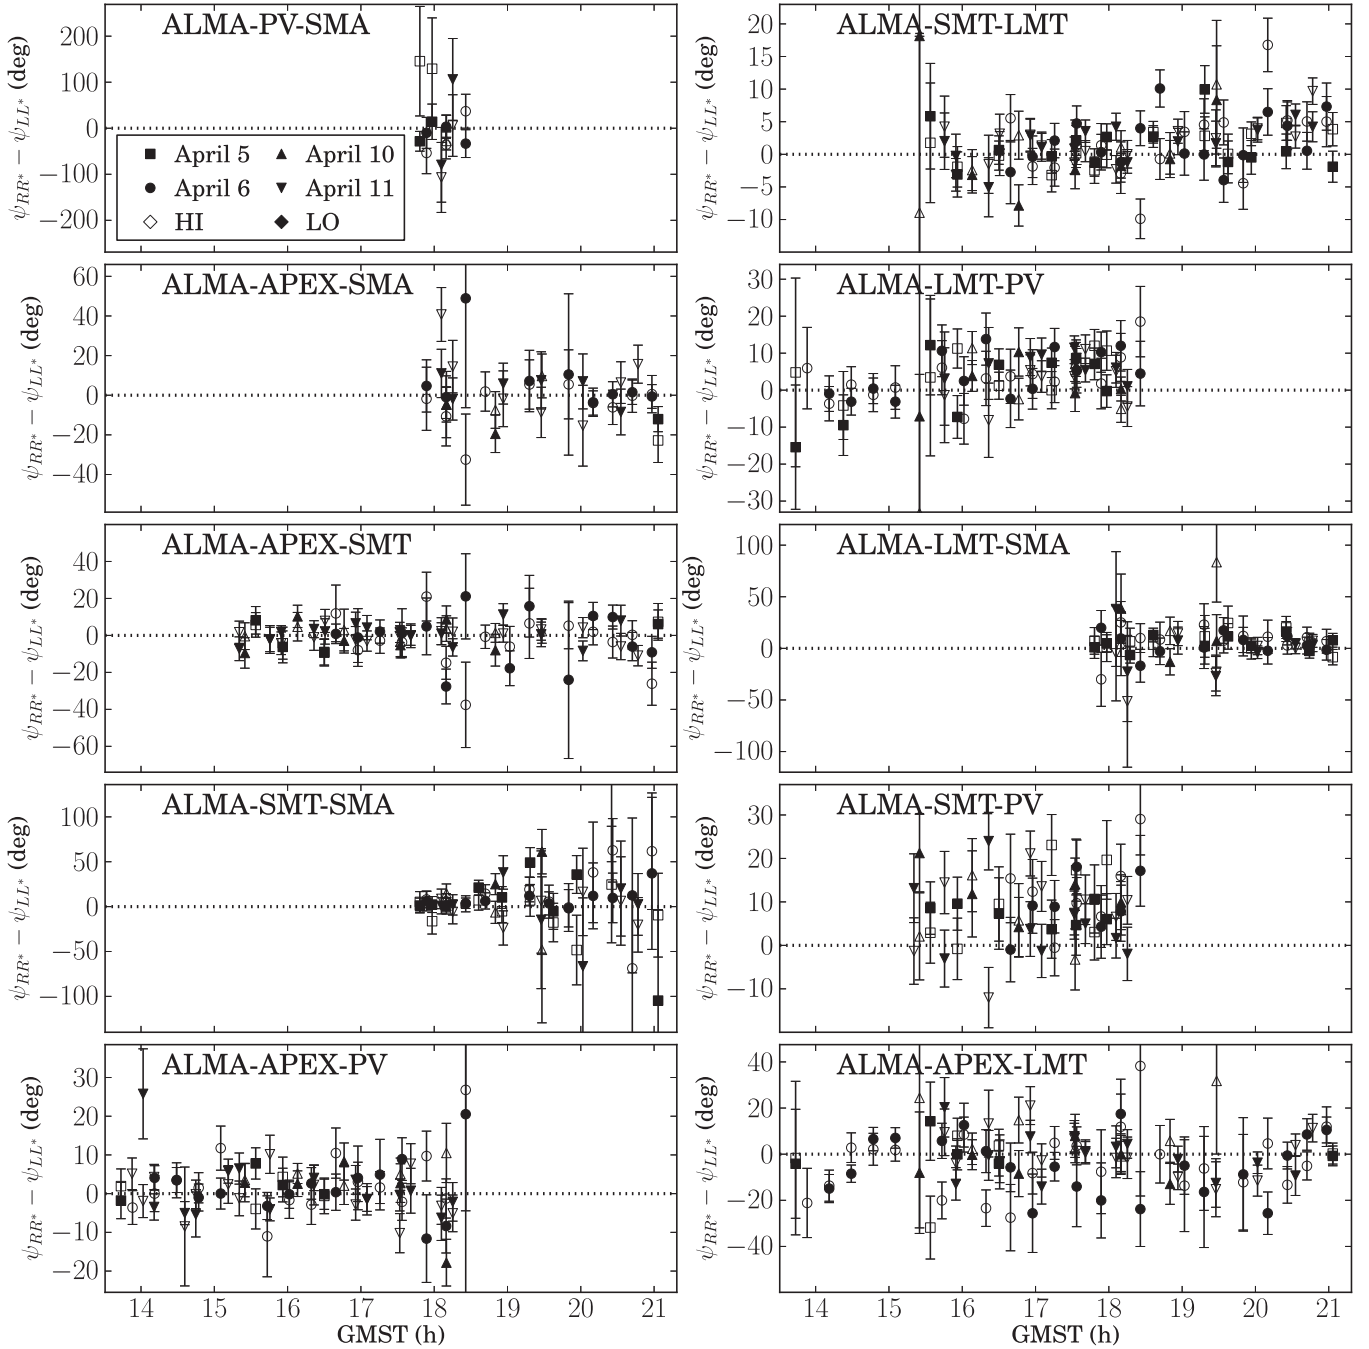 ALMA-PV-SMA
ψRR* − ψLL* (deg)
200
100
0
−100
−200
April 5
April 10
April 6
April 11
HI
LO
ALMA-SMT-LMT
ψRR* − ψLL* (deg)
20
15
10
5
0
−5
−10
ALMA-APEX-SMA
ψRR* − ψLL* (deg)
60
40
20
0
−20
−40
ALMA-LMT-PV
ψRR* − ψLL* (deg)
30
20
10
0
−10
−20
−30
ALMA-APEX-SMT
ψRR* − ψLL* (deg)
40
20
0
−20
−40
−60
ALMA-LMT-SMA
ψRR* − ψLL* (deg)
100
50
0
−50
−100
ALMA-SMT-SMA
ψRR* − ψLL* (deg)
100
50
0
−50
−100
ALMA-SMT-PV
ψRR* − ψLL* (deg)
30
20
10
0
−10
ALMA-APEX-PV
ψRR* − ψLL* (deg)
30
20
10
0
−10
−20
14 15 16 17 18 19 20 21
GMST (h)
ALMA-APEX-LMT
ψRR* − ψLL* (deg)
40
20
0
−20
−40
14 15 16 17 18 19 20 21
GMST (h)